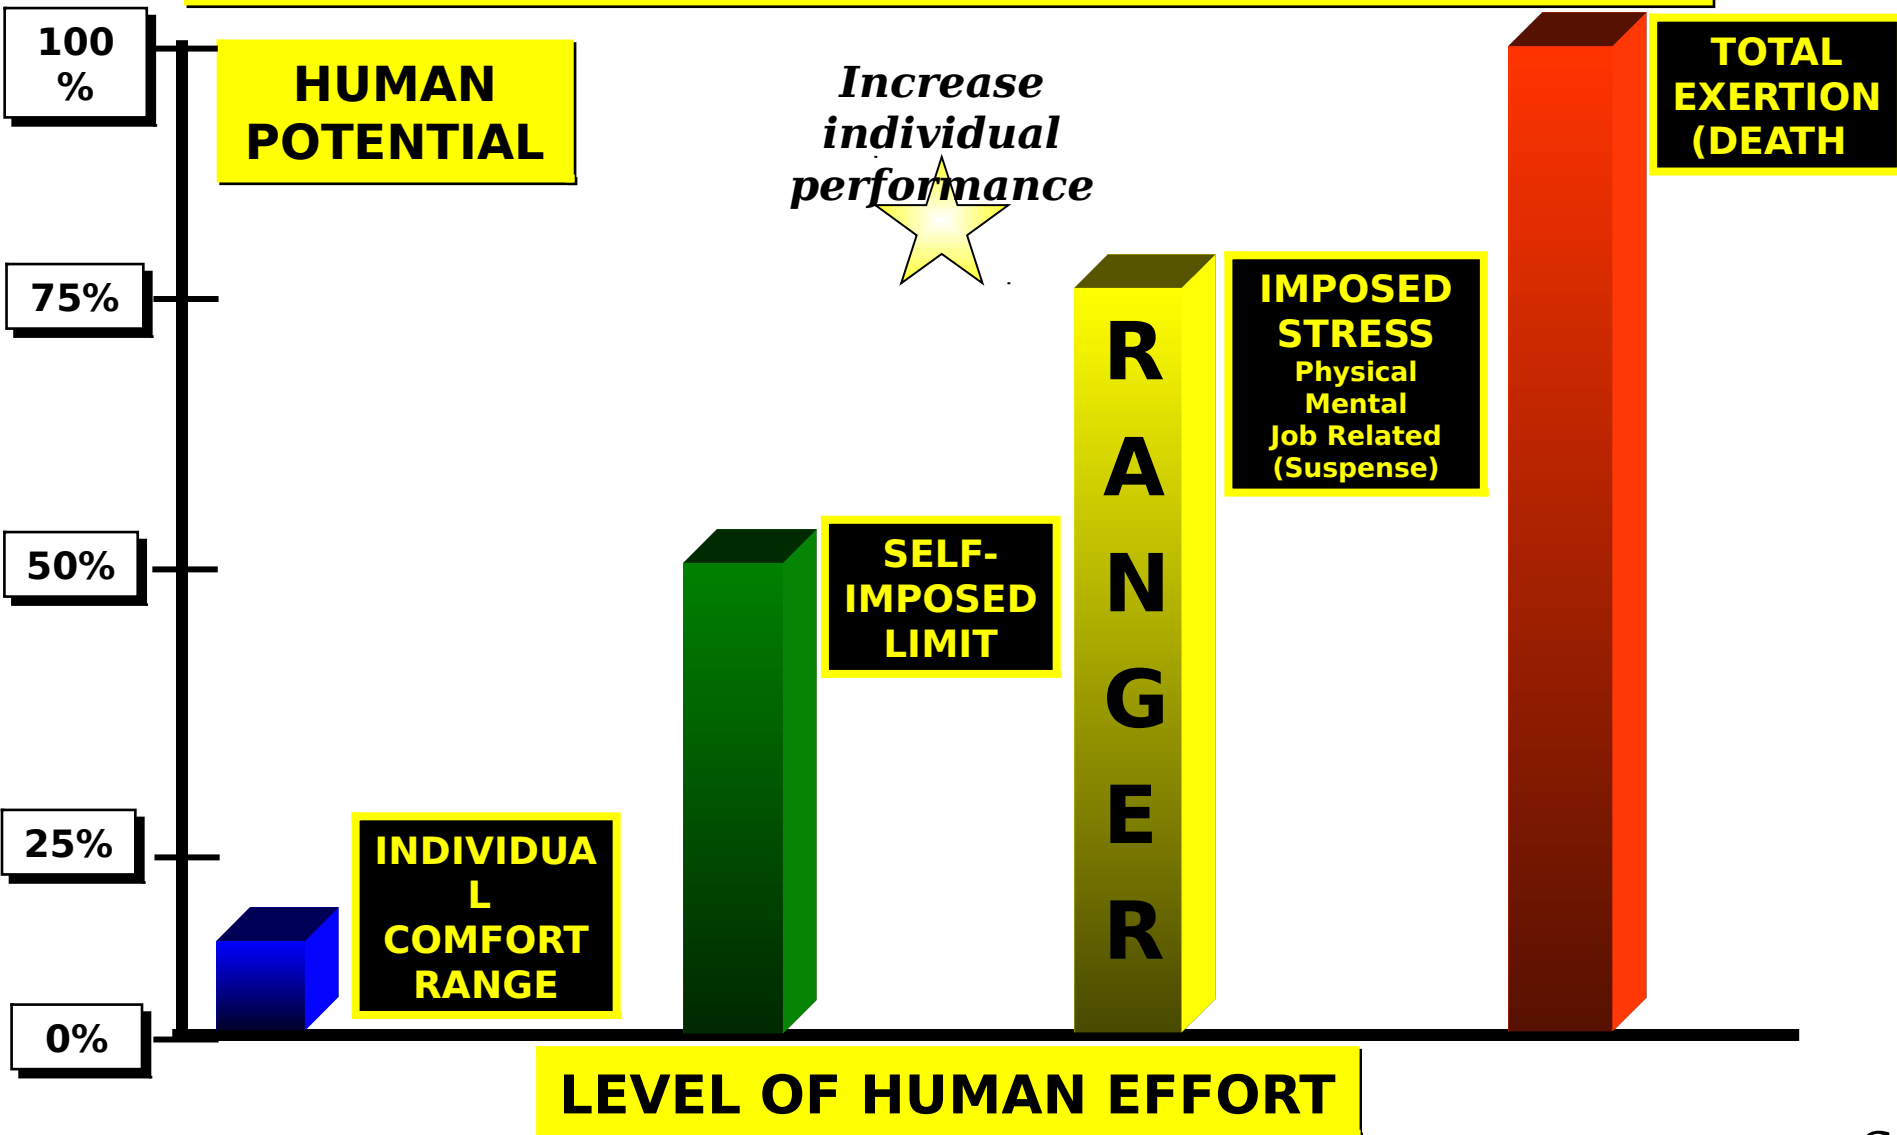 100
%
HUMAN
POTENTIAL
Increase
individual
performance
TOTAL
EXERTION
(DEATH
75%
IMPOSED
STRESS
Physical
Mental
Job Related
(Suspense)
R
A
N
G
E
R
50%
SELF-
IMPOSED
LIMIT
25%
INDIVIDUA
L
COMFORT
RANGE
0%
LEVEL OF HUMAN EFFORT